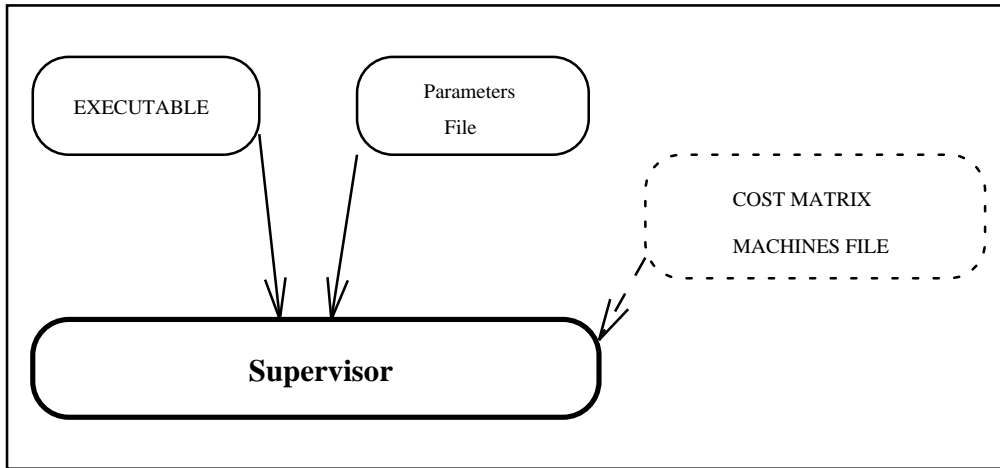 EXECUTABLE
Parameters
File
COST MATRIX
MACHINES FILE
Supervisor